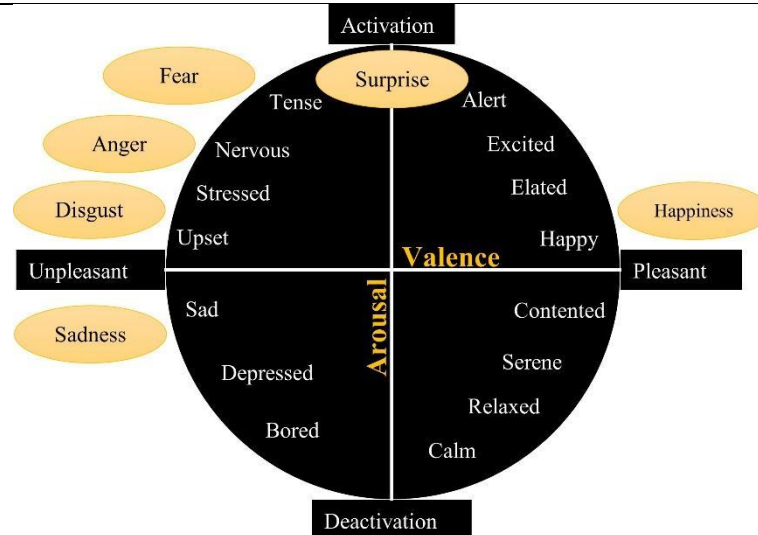 Activation
Fear
Surprise
Tense
Alert
Anger
Nervous
Excited
Stressed
Elated
Disgust
Happiness
Upset
Happy
Valence
Unpleasant
Pleasant
Sad
Contented
Sadness
Arousal
Serene
Depressed
Relaxed
Bored
Calm
Deactivation